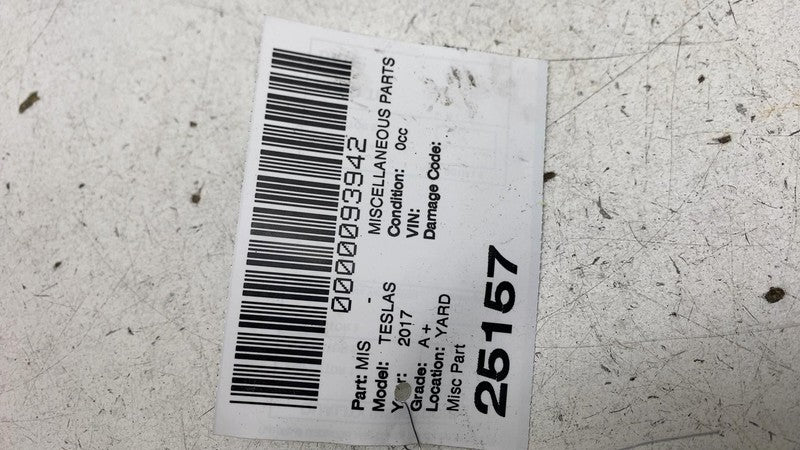 0000093942
Part: MIS - MISCELLANEOUS PARTS
Model: TESLAS Condition: 0cc
Year: 2017 VIN:
Grade: A+ Damage Code:
Location: YARD
Misc Part
25157